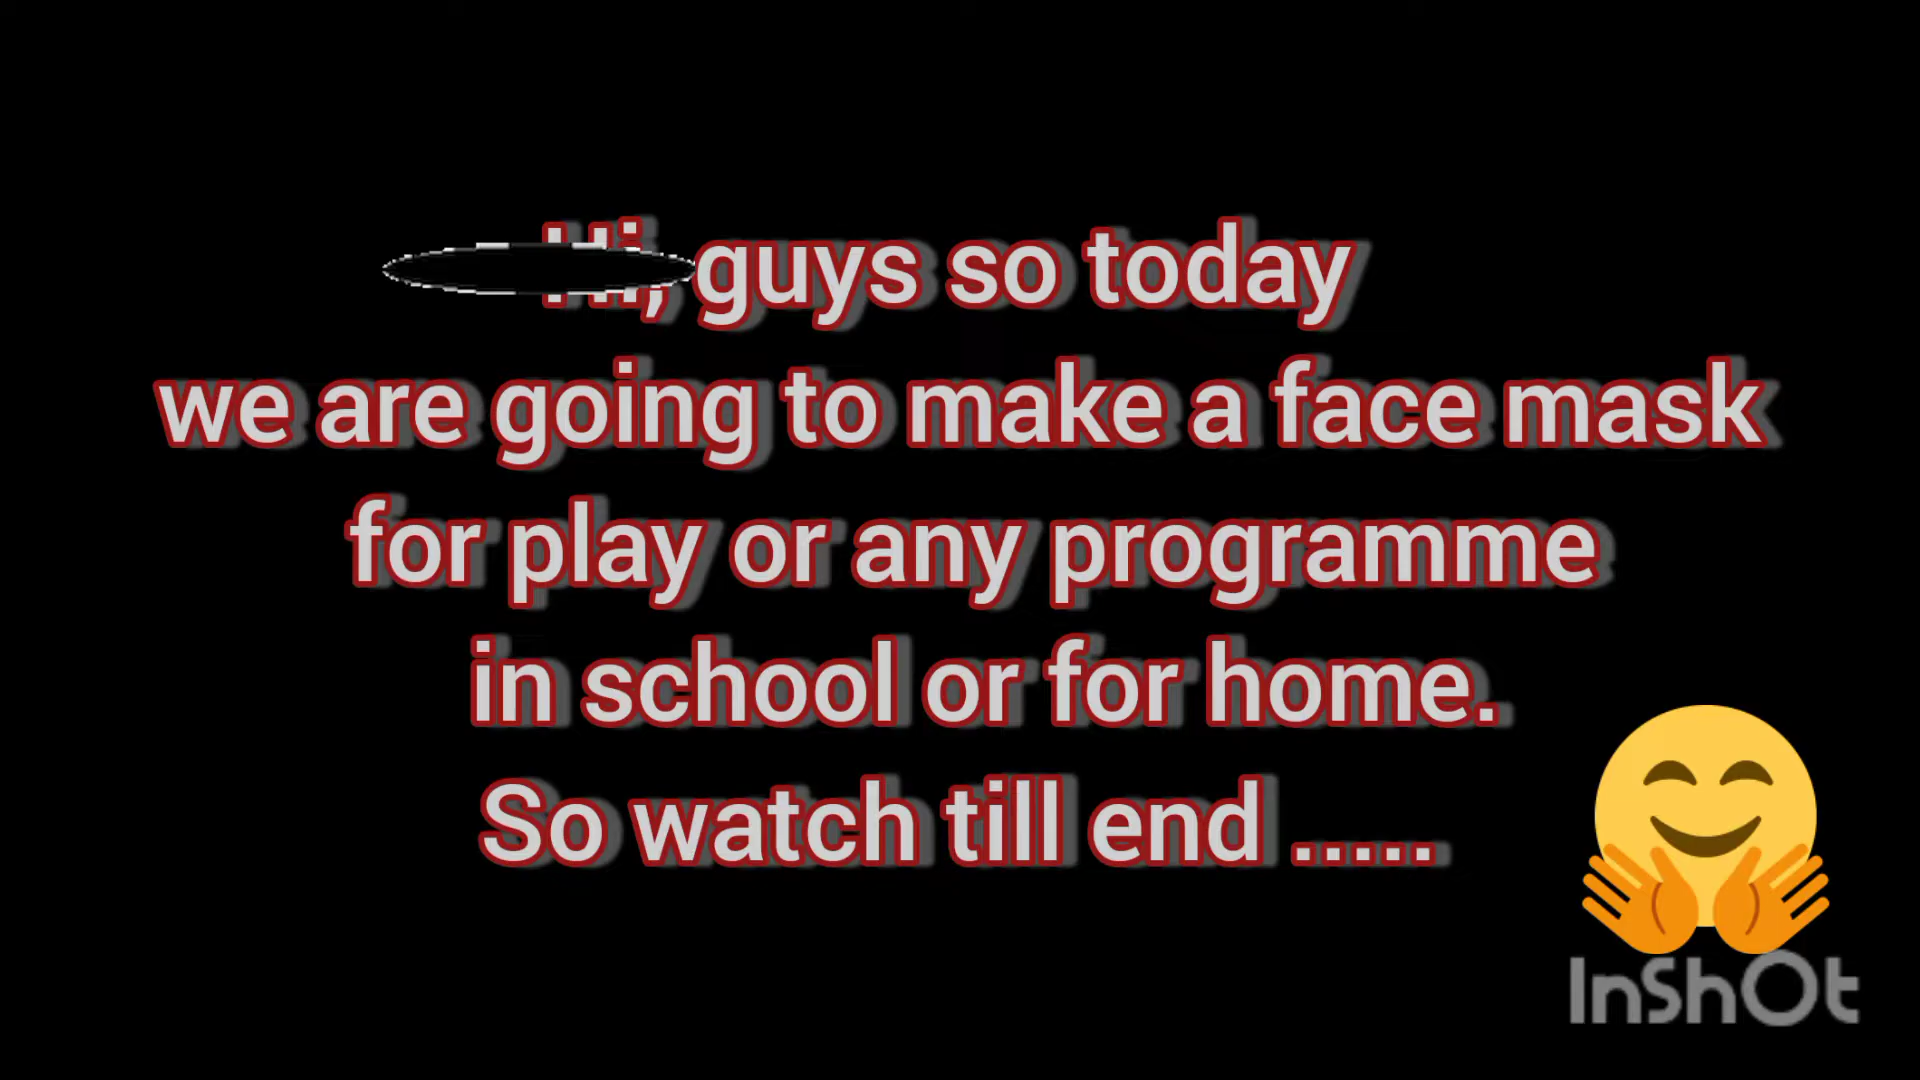 Hi, guys so today
we are going to make a face mask
for play or any programme
in school or for home.
So watch till end .....
InShOt